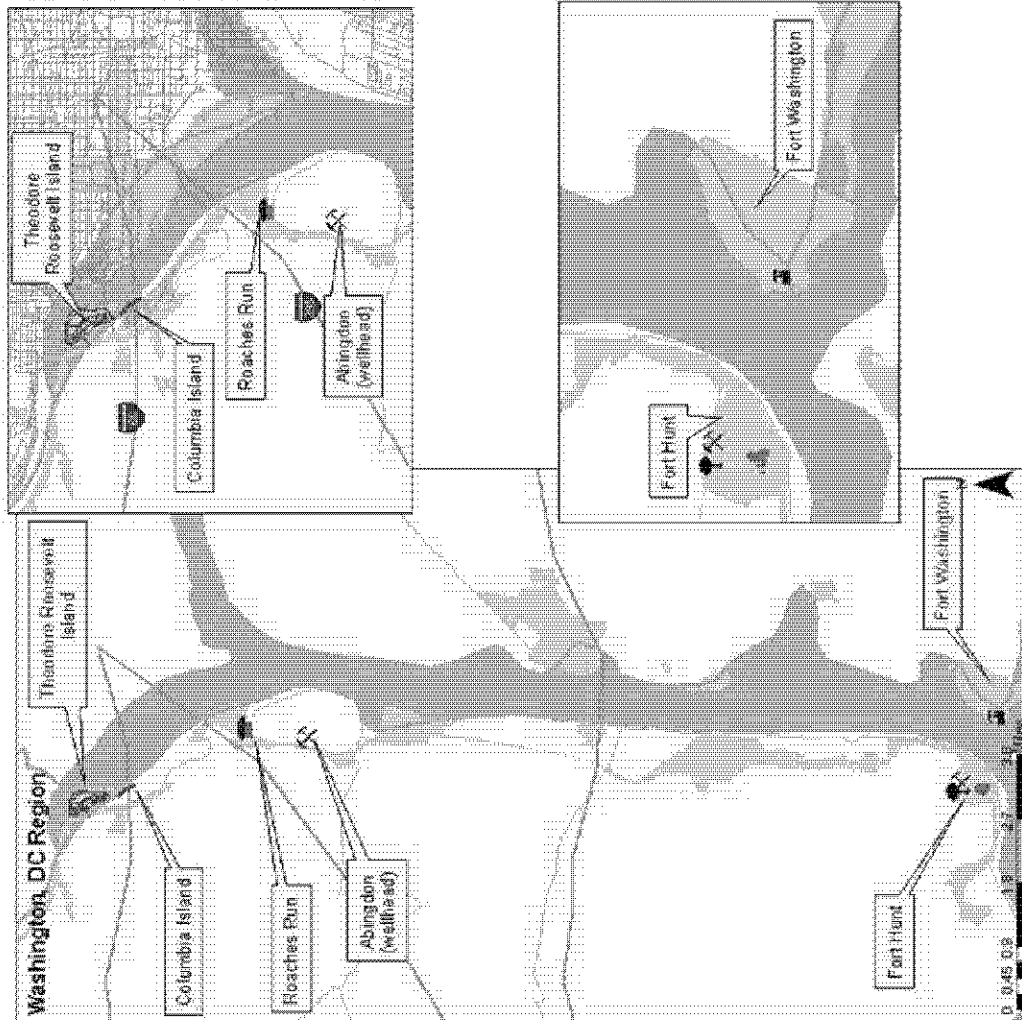 Washington, DC Region
Theodore Roosevelt
Island
Columbia Island
Roaches Run
Abingdon
(wellhead)
Fort Hunt
Fort Washington
N
0 0.45 0.9 1.8 2.7 3.6
Theodore
Roosevelt Island
Columbia Island
Roaches Run
Abingdon
(wellhead)
Fort Hunt
Fort Washington